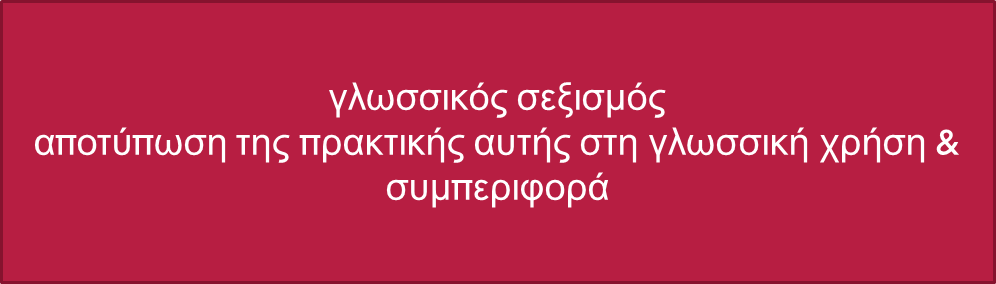 γλωσσικός σεξισμός
αποτύπωση της πρακτικής αυτής στη γλωσσική χρήση &
συμπεριφορά